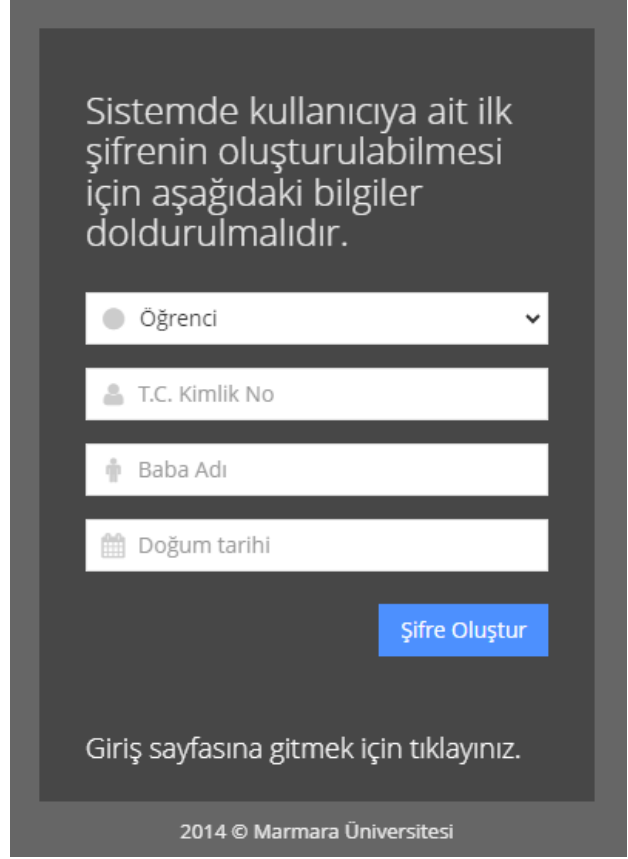 Sistemde kullanıcıya ait ilk
şifrenin oluşturulabilmesi
için aşağıdaki bilgiler
doldurulmalıdır.
Öğrenci
T.C. Kimlik No
Baba Adı
Doğum tarihi
Şifre Oluştur
Giriş sayfasına gitmek için tıklayınız.
2014 © Marmara Üniversitesi